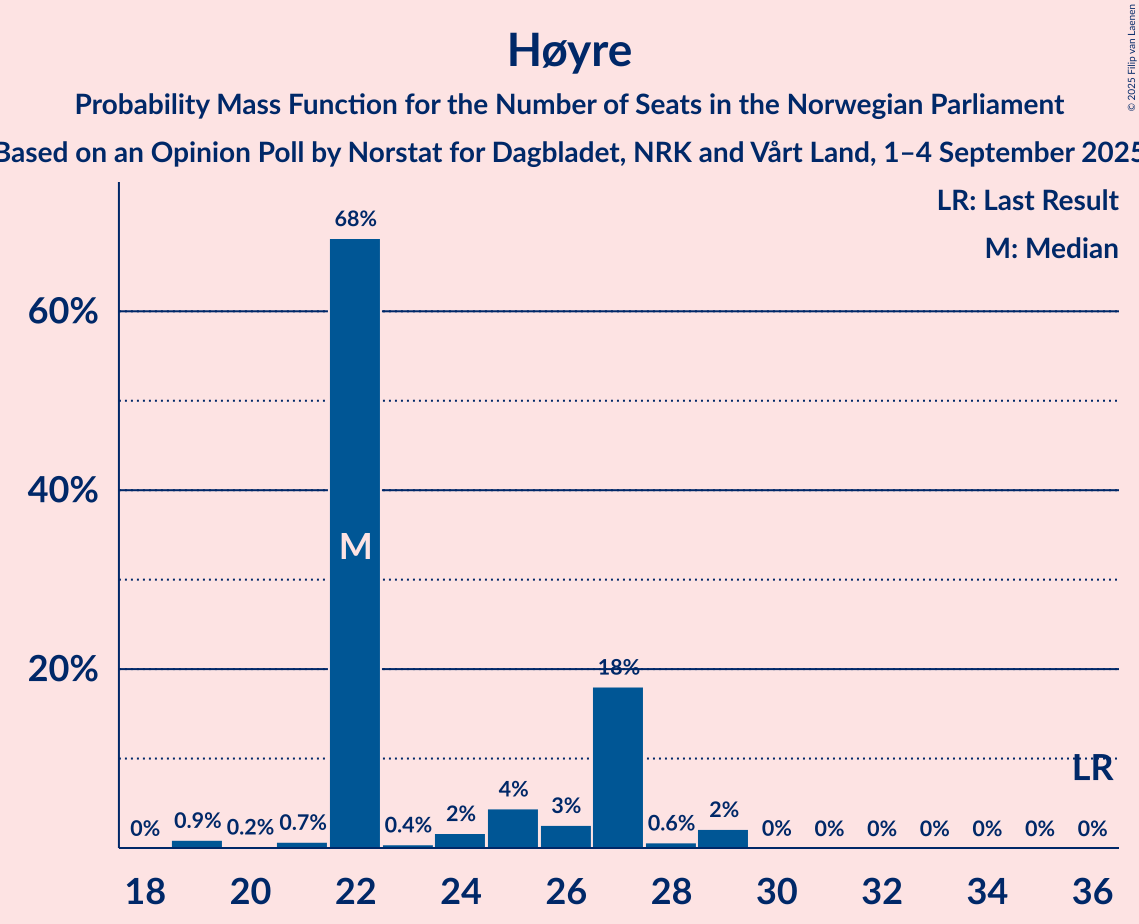 Høyre
Probability Mass Function for the Number of Seats in the Norwegian Parliament
Based on an Opinion Poll by Norstat for Dagbladet, NRK and Vårt Land, 1–4 September 2025
© 2025 Filip van Laenen
LR: Last Result
M: Median
60%
40%
20%
0%
0.9%
0.2%
0.7%
68%
M
0.4%
2%
4%
3%
18%
0.6%
2%
0%
0%
0%
0%
0%
0%
0%
LR
18 20 22 24 26 28 30 32 34 36